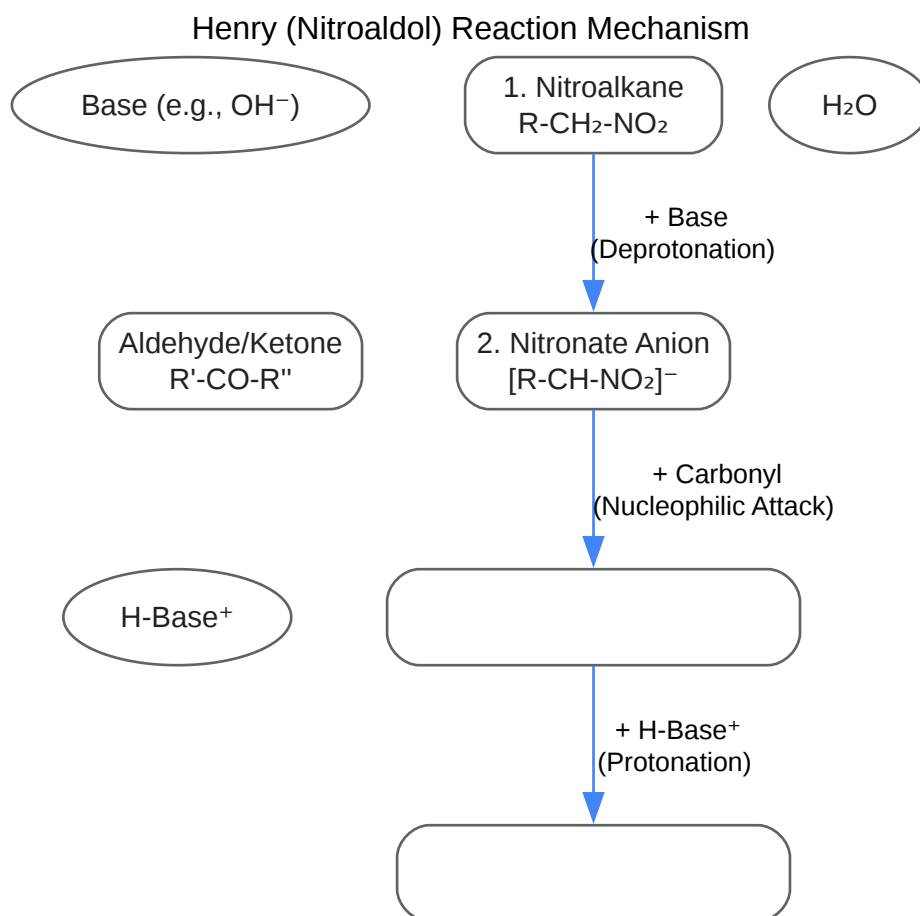 Henry (Nitroaldol) Reaction Mechanism
Base (e.g., OH⁻)
1. Nitroalkane
R-CH₂-NO₂
H₂O
+ Base
(Deprotonation)
Aldehyde/Ketone
R'-CO-R''
2. Nitronate Anion
[R-CH-NO₂]⁻
+ Carbonyl
(Nucleophilic Attack)
H-Base⁺
+ H-Base⁺
(Protonation)